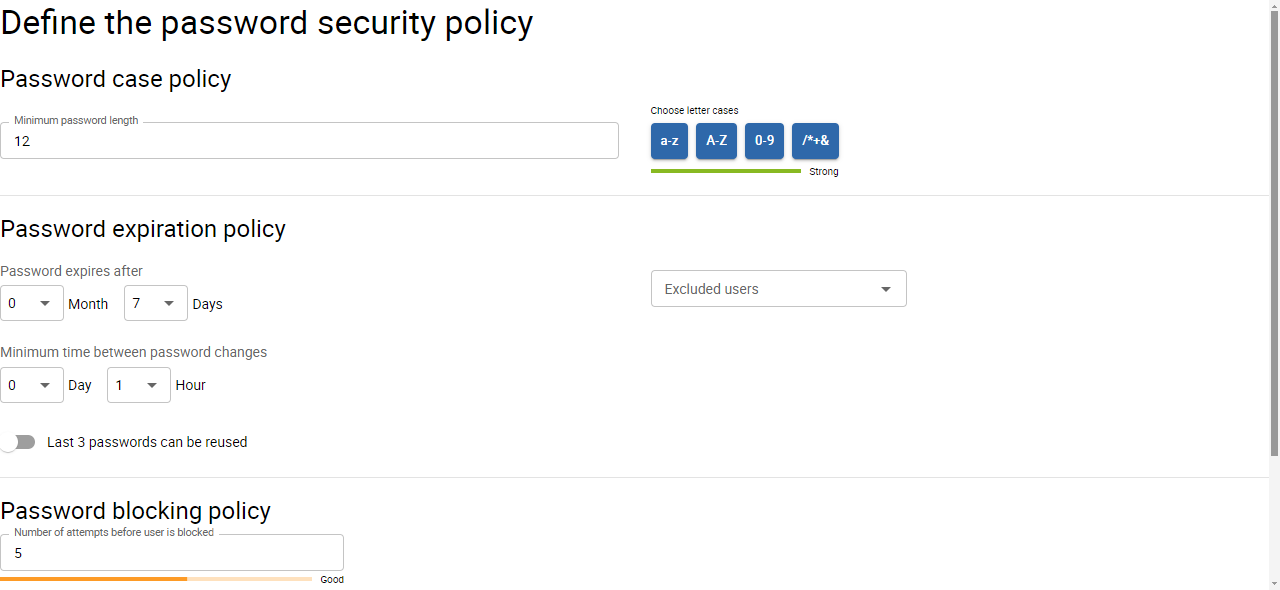 Define the password security policy
Password case policy
Minimum password length
12
Choose letter cases
a-z A-Z 0-9 /*+&
Strong
Password expiration policy
Password expires after
0 Month 7 Days
Excluded users
Minimum time between password changes
0 Day 1 Hour
Last 3 passwords can be reused
Password blocking policy
Number of attempts before user is blocked
5
Good